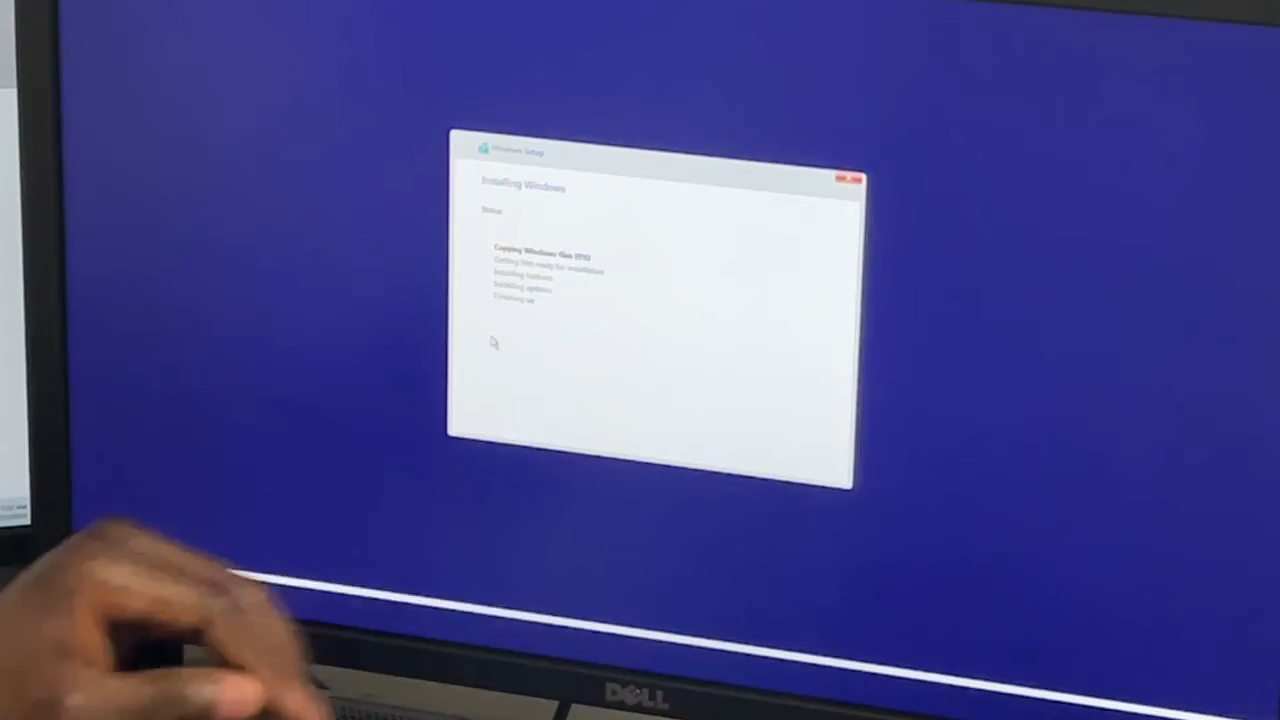 Windows Setup
Installing Windows
Status
Copying Windows files
Getting files ready for installation
Installing features
Installing updates
Finishing up
DELL